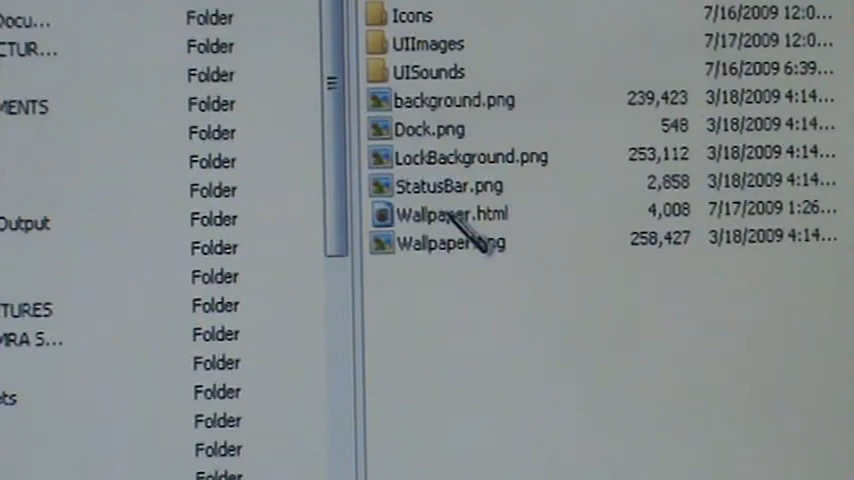 Docu... Folder
CTUR... Folder
Folder
MENTS Folder
Folder
Folder
Folder
Output Folder
Folder
Folder
TURES Folder
MRA S... Folder
Folder
ets Folder
Folder
Folder
Folder
Icons 7/16/2009 12:0...
UIImages 7/17/2009 12:0...
UISounds 7/16/2009 6:39...
background.png 239,423 3/18/2009 4:14...
Dock.png 548 3/18/2009 4:14...
LockBackground.png 253,112 3/18/2009 4:14...
StatusBar.png 2,858 3/18/2009 4:14...
Wallpaper.html 4,008 7/17/2009 1:26...
Wallpaper.png 258,427 3/18/2009 4:14...